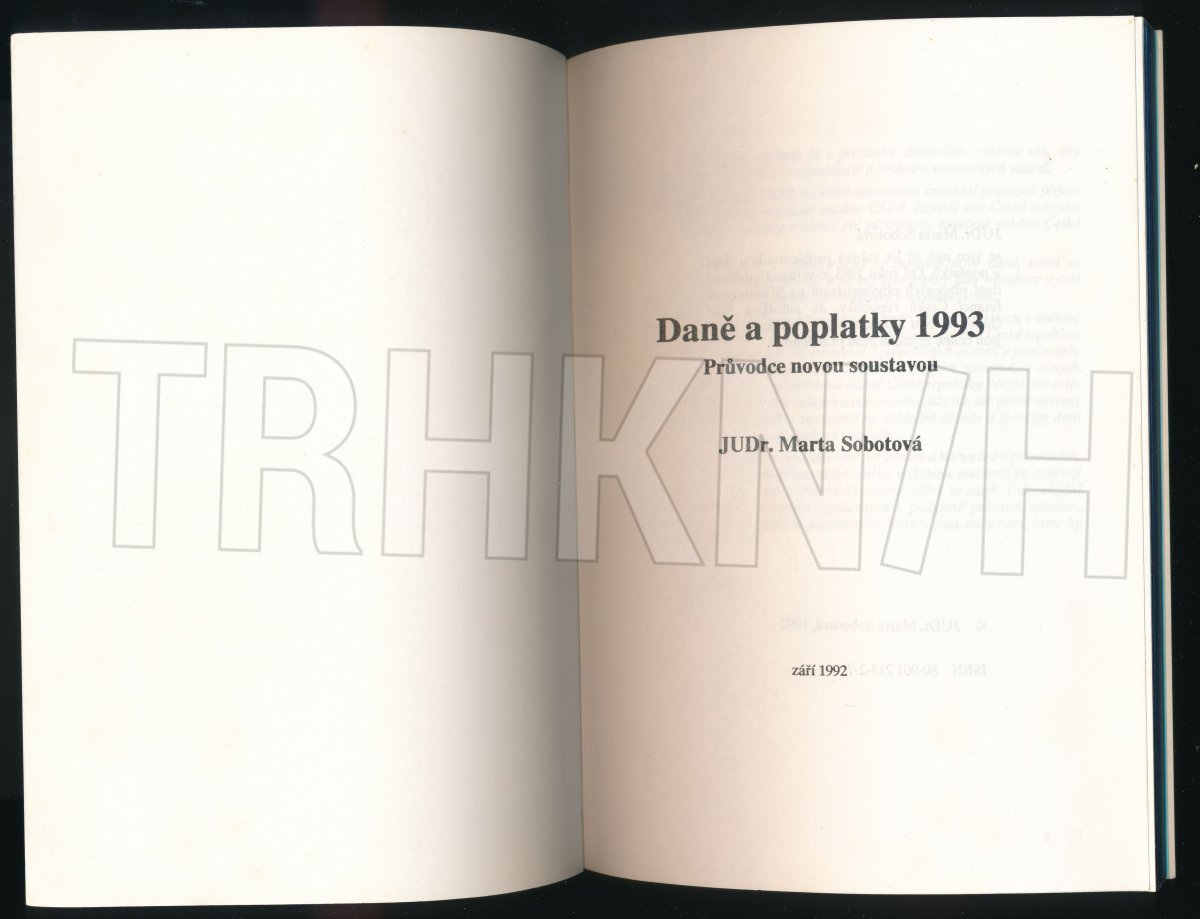 Daně a poplatky 1993
Průvodce novou soustavou
TRHKNIH
JUDr. Marta Sobotová
září 1992